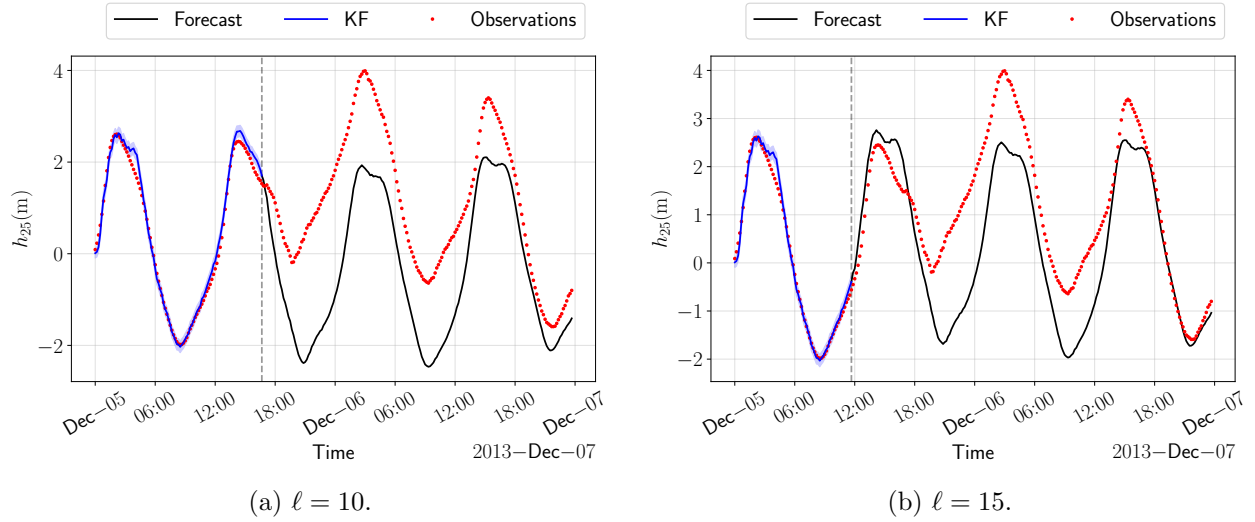 Forecast KF Observations
4
2
0
−2
h25(m)
Dec−05 06:00 12:00 18:00 Dec−06 06:00 12:00 18:00 Dec−07
Time
2013−Dec−07
(a) ℓ = 10.
Forecast KF Observations
4
3
2
1
0
−1
−2
h25(m)
Dec−05 06:00 12:00 18:00 Dec−06 06:00 12:00 18:00 Dec−07
Time
2013−Dec−07
(b) ℓ = 15.